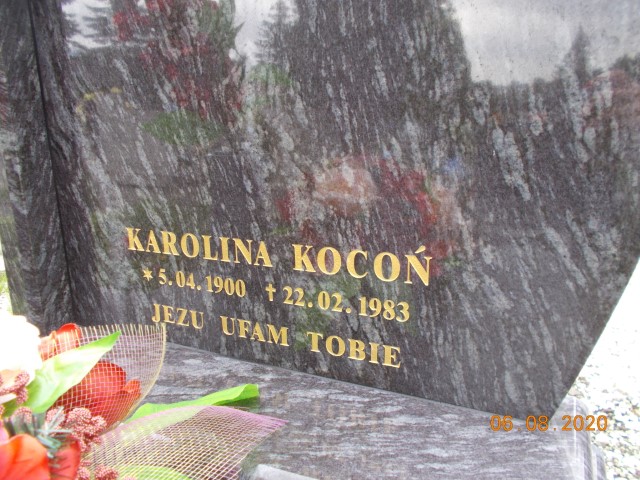 KAROLINA KOCOŃ
* 5.04.1900 † 22.02.1983
JEZU UFAM TOBIE
06.08.2020